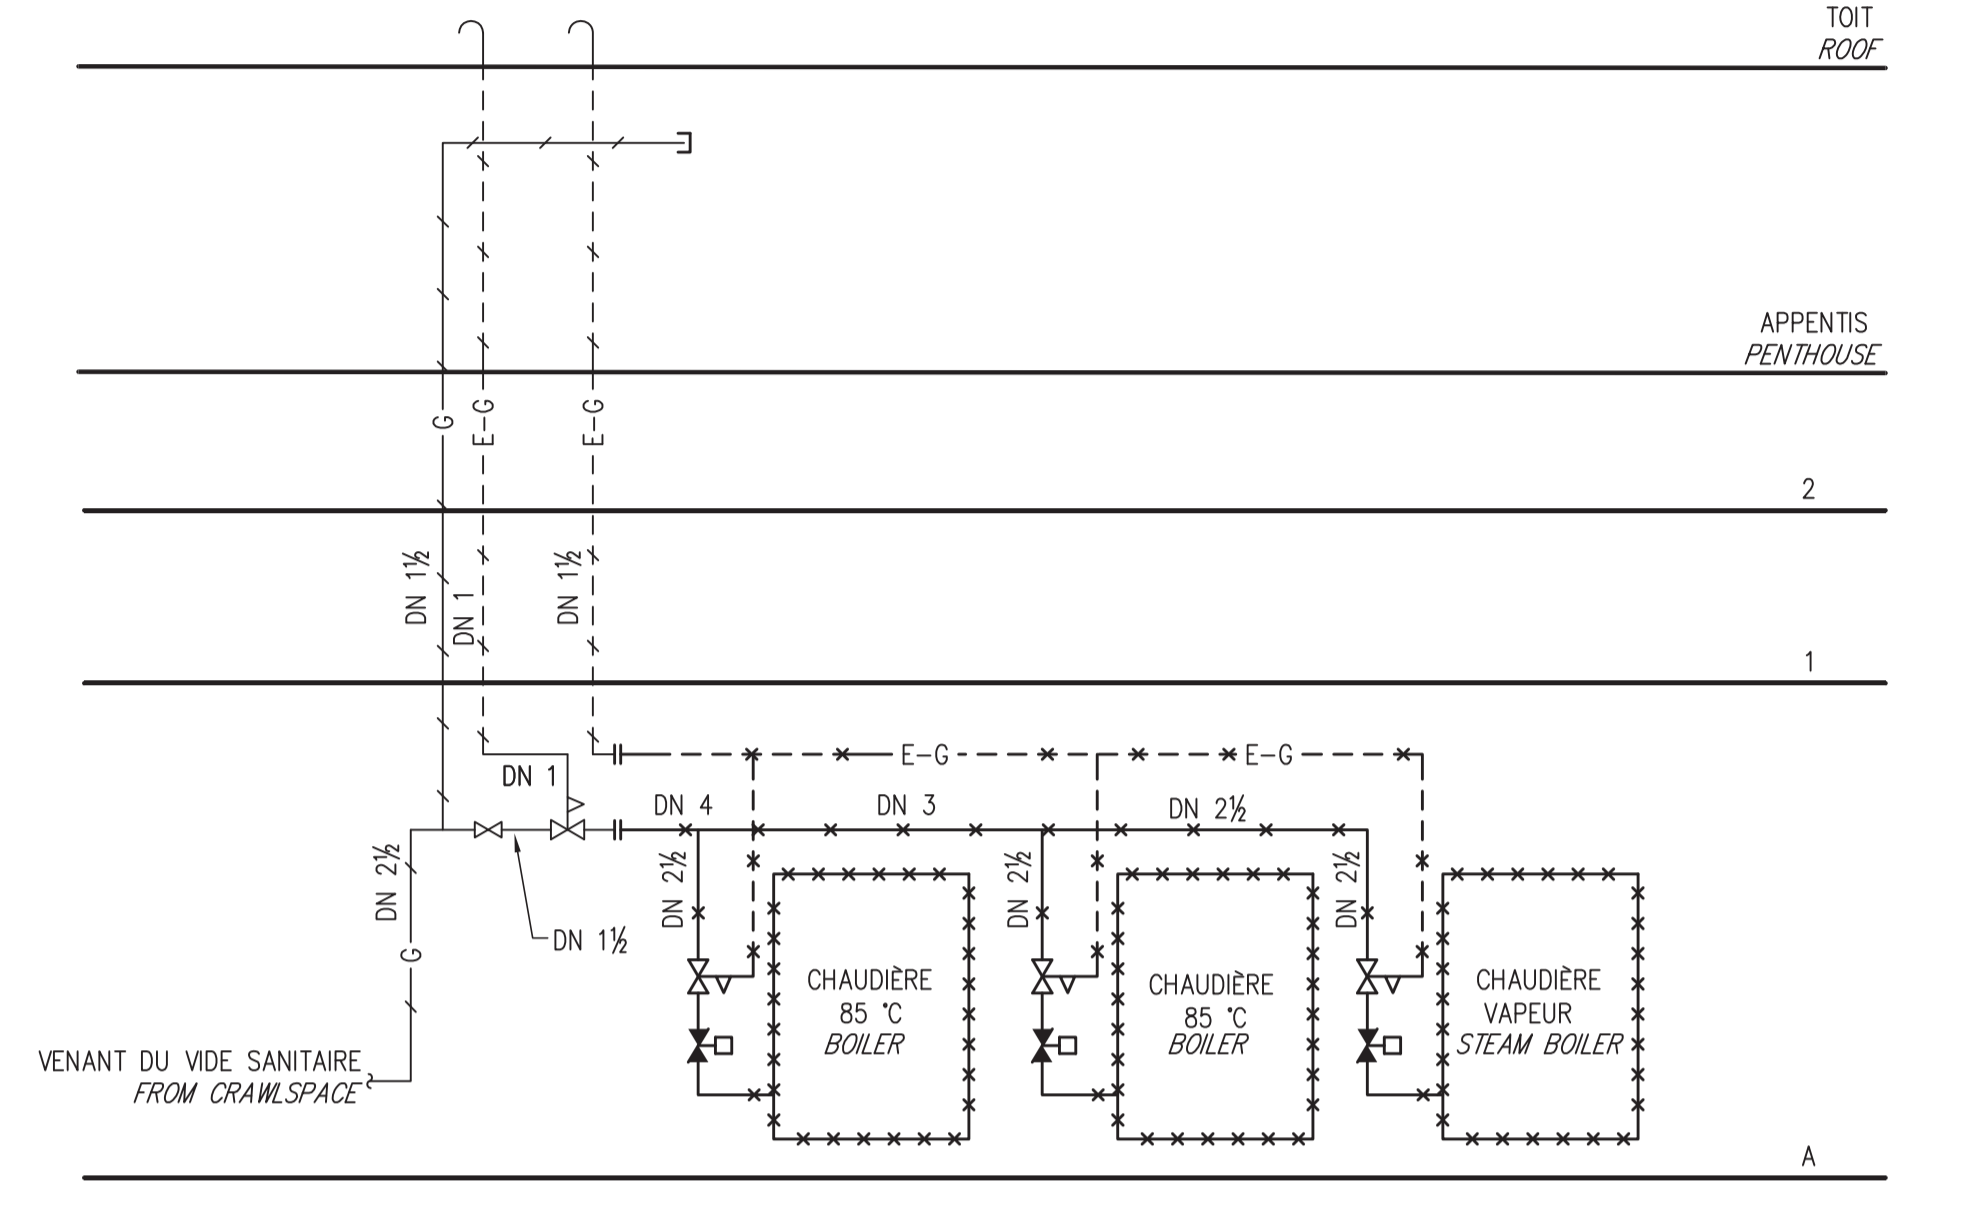 TOIT
ROOF
APPENTIS
PENTHOUSE
G
E-G
E-G
2
DN 1½
DN 1
DN 1½
1
E-G
E-G
DN 1
DN 4
DN 3
DN 2½
DN 2½
DN 2½
DN 2½
DN 2½
DN 1½
G
CHAUDIÈRE
85 °C
BOILER
CHAUDIÈRE
85 °C
BOILER
CHAUDIÈRE
VAPEUR
STEAM BOILER
VENANT DU VIDE SANITAIRE
FROM CRAWLSPACE
A